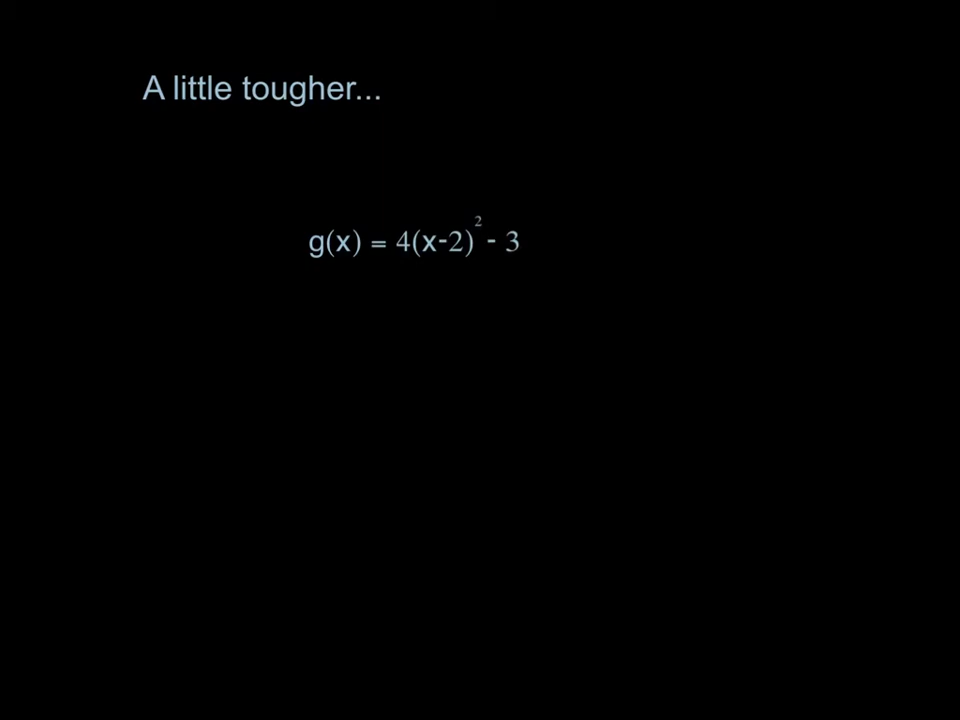 A little tougher...
g(x) = 4(x-2)² - 3